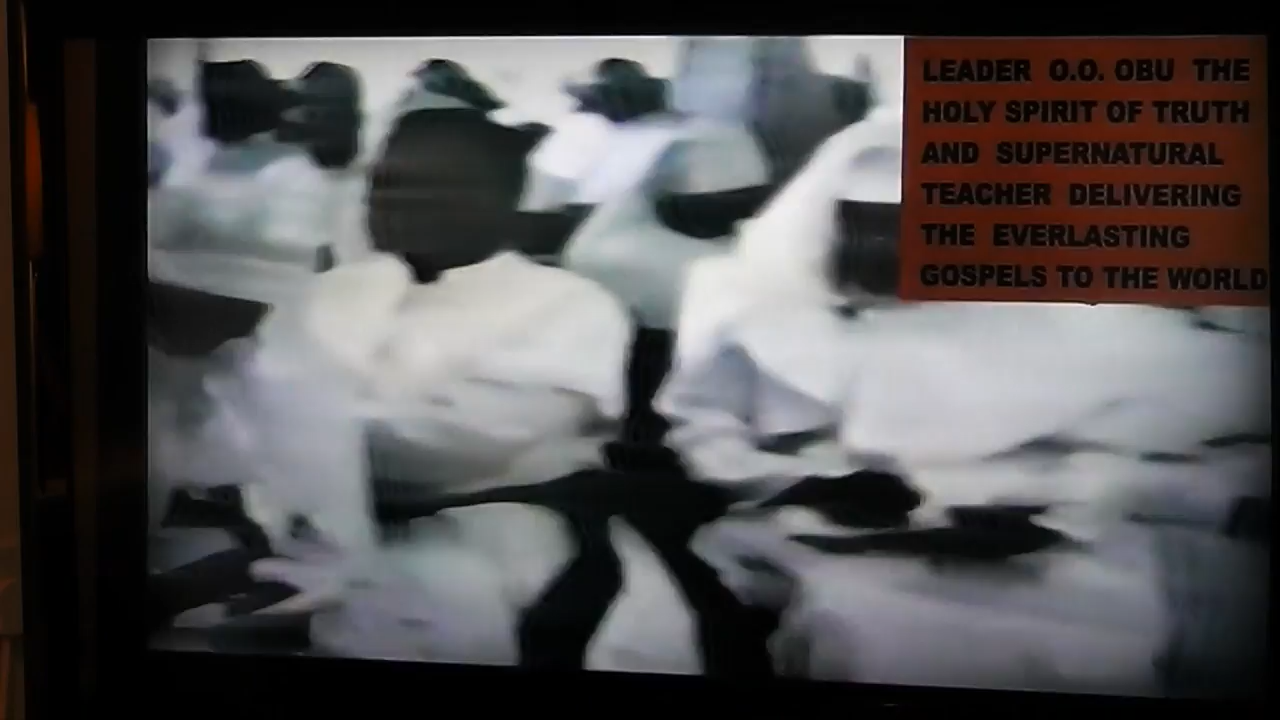 LEADER O.O. OBU THE
HOLY SPIRIT OF TRUTH
AND SUPERNATURAL
TEACHER DELIVERING
THE EVERLASTING
GOSPELS TO THE WORLD